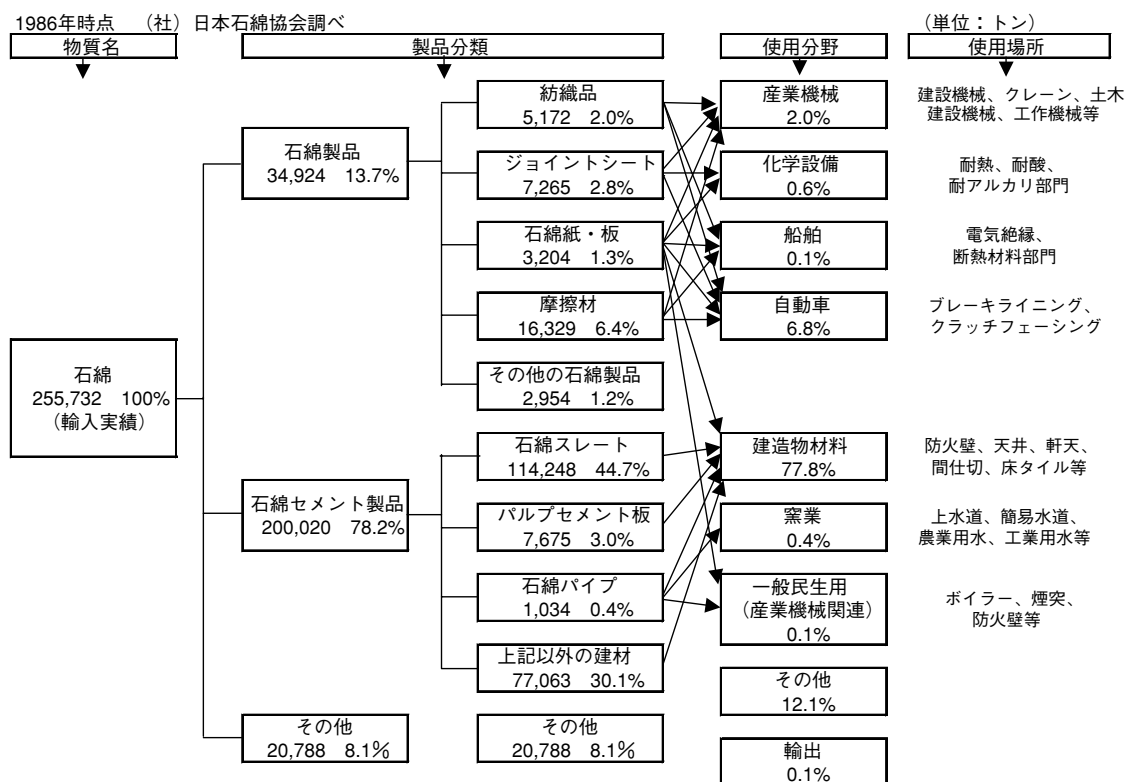 1986年時点 （社）日本石綿協会調べ
（単位：トン）
物質名
製品分類
使用分野
使用場所
石綿
255,732 100%
（輸入実績）
石綿製品
34,924 13.7%
石綿セメント製品
200,020 78.2%
その他
20,788 8.1％
紡織品
5,172 2.0%
ジョイントシート
7,265 2.8%
石綿紙・板
3,204 1.3%
摩擦材
16,329 6.4%
その他の石綿製品
2,954 1.2%
石綿スレート
114,248 44.7%
パルプセメント板
7,675 3.0%
石綿パイプ
1,034 0.4%
上記以外の建材
77,063 30.1%
その他
20,788 8.1％
産業機械
2.0%
化学設備
0.6%
船舶
0.1%
自動車
6.8%
建造物材料
77.8%
窯業
0.4%
一般民生用
（産業機械関連）
0.1%
その他
12.1%
輸出
0.1%
建設機械、クレーン、土木
建設機械、工作機械等
耐熱、耐酸、
耐アルカリ部門
電気絶縁、
断熱材料部門
ブレーキライニング、
クラッチフェーシング
防火壁、天井、軒天、
間仕切、床タイル等
上水道、簡易水道、
農業用水、工業用水等
ボイラー、煙突、
防火壁等